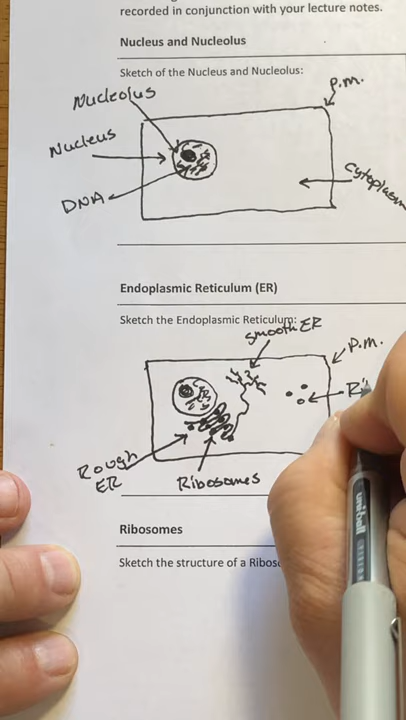 recorded in conjunction with your lecture notes.
Nucleus and Nucleolus
Sketch of the Nucleus and Nucleolus:
Nucleolus
P.M.
Nucleus
Cytoplasm
DNA
Endoplasmic Reticulum (ER)
Sketch the Endoplasmic Reticulum:
smooth ER
P.M.
Rough
ER
Ribosomes
Ribosomes
Sketch the structure of a
uniball